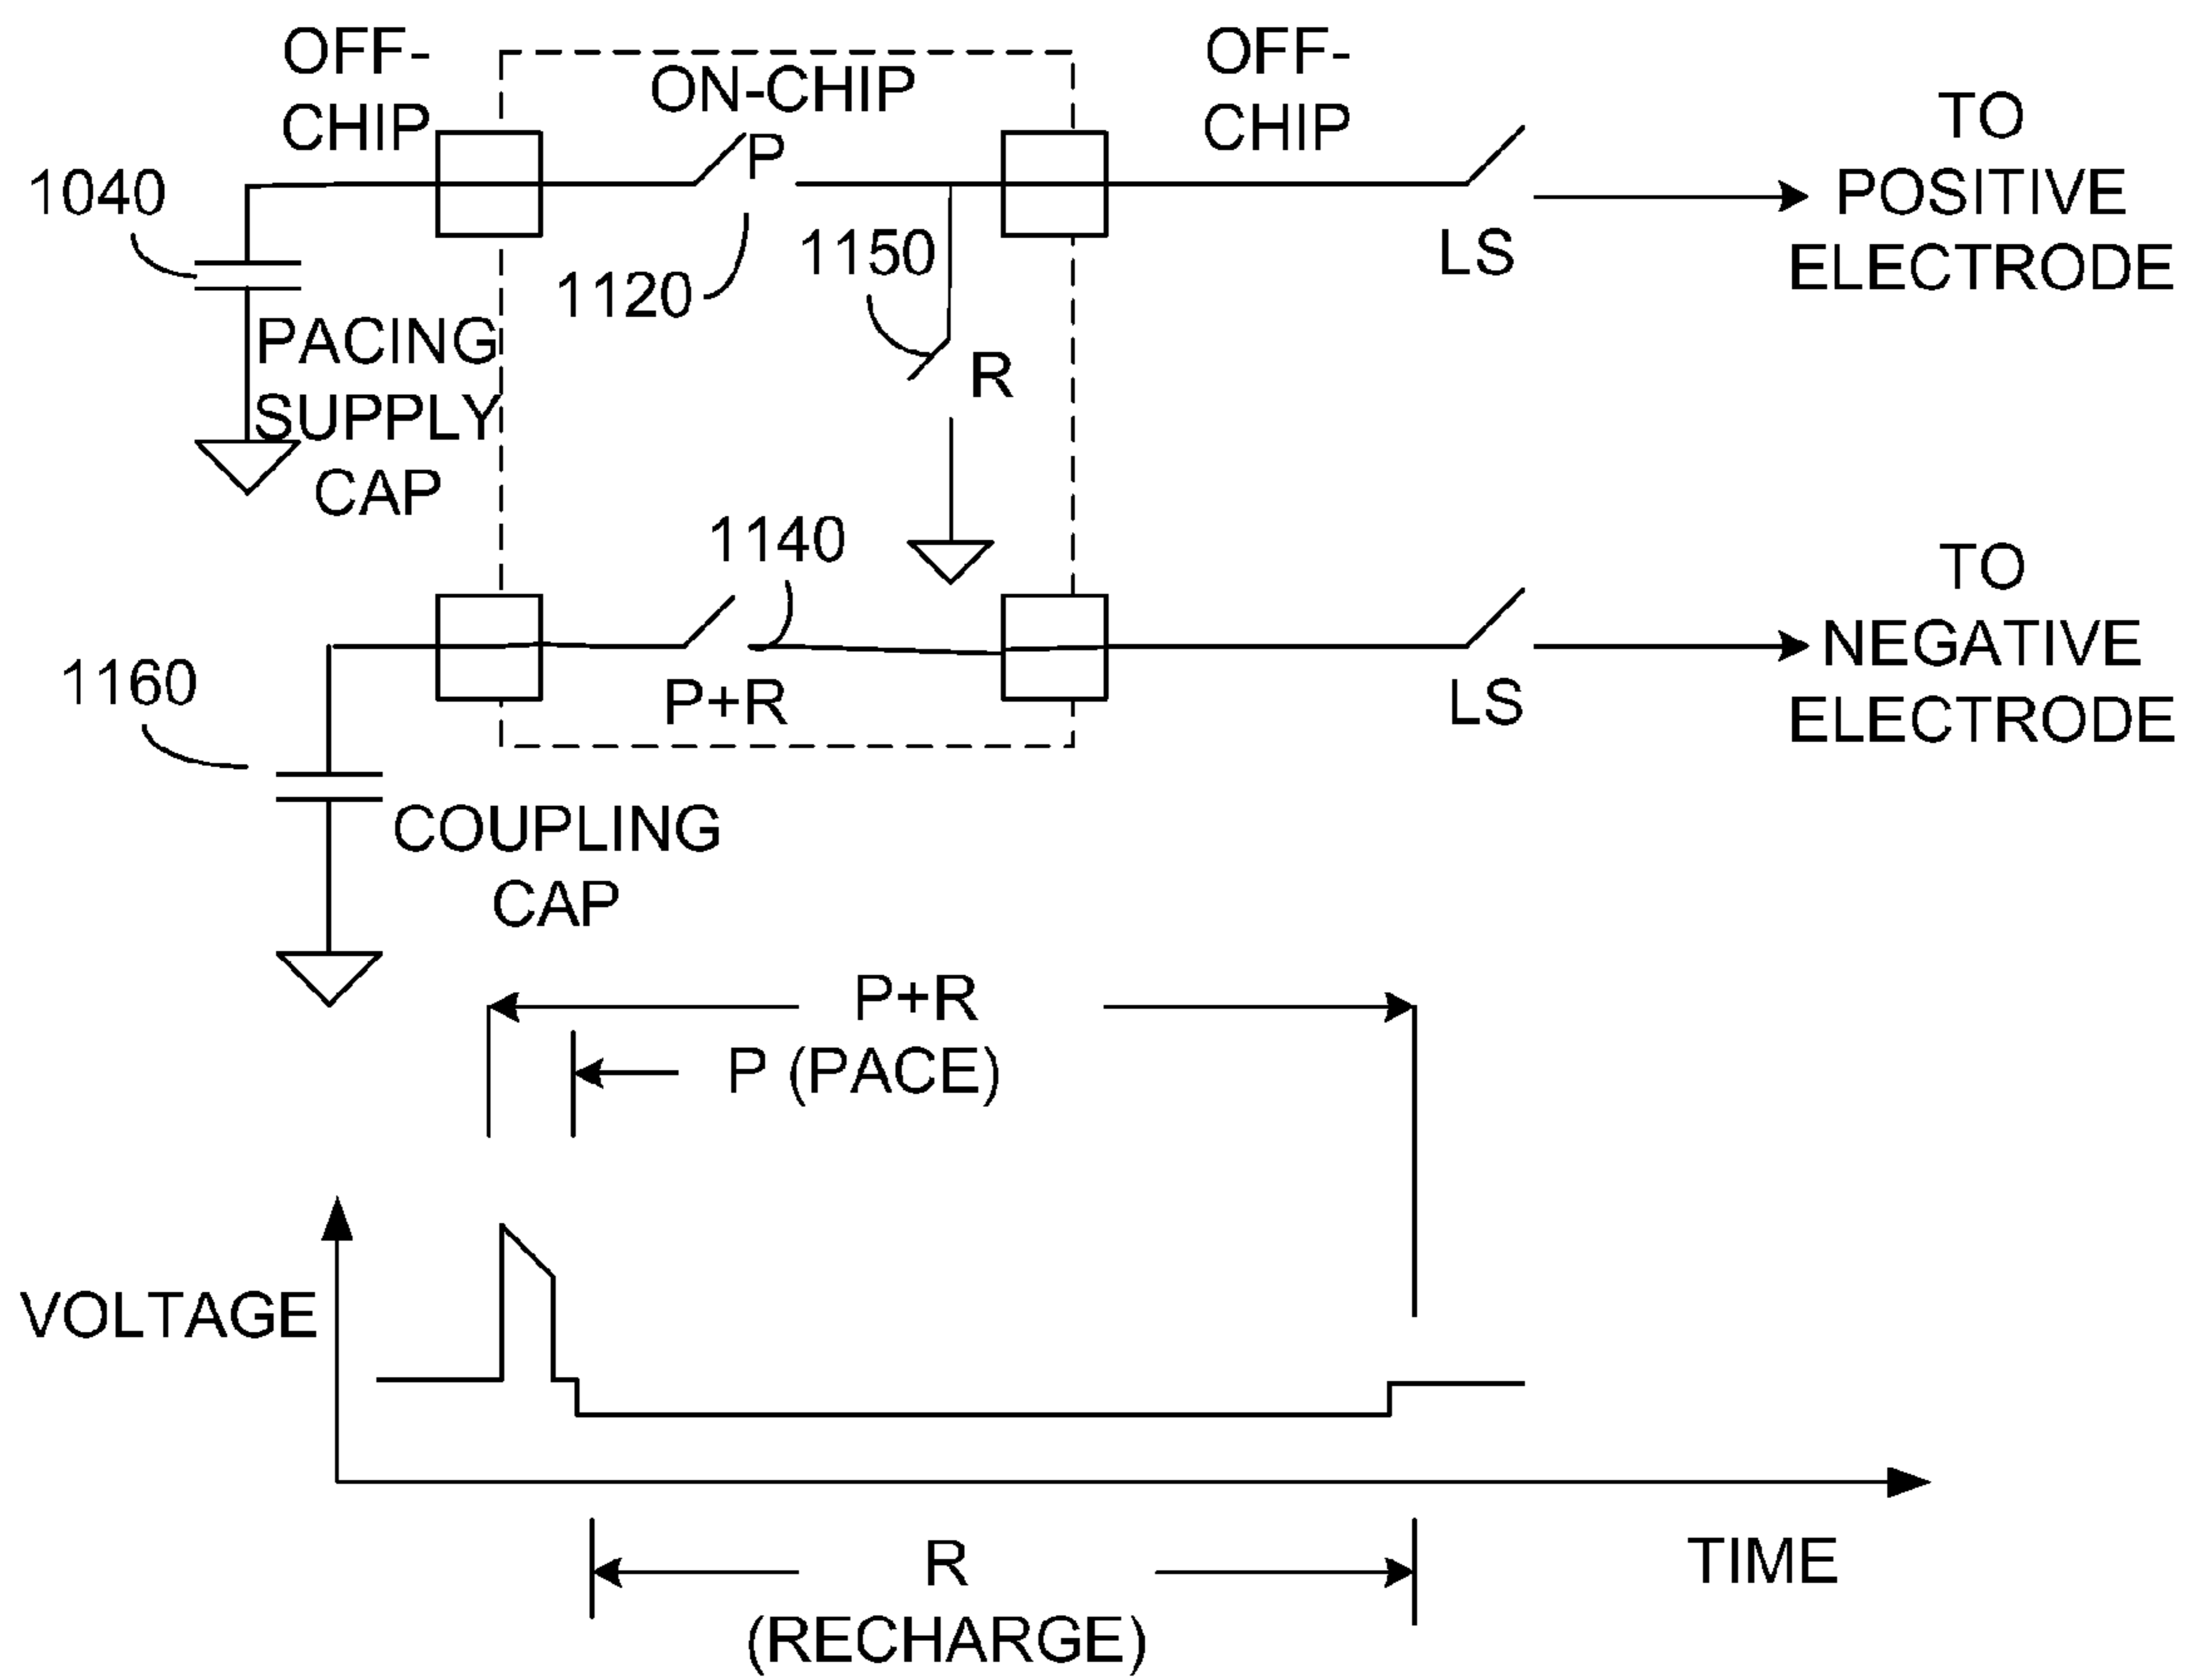 OFF-
CHIP
ON-CHIP
OFF-
CHIP
TO
POSITIVE
ELECTRODE
1040
P
1120
1150
LS
PACING
SUPPLY
CAP
R
1140
TO
NEGATIVE
ELECTRODE
1160
P+R
LS
COUPLING
CAP
P+R
P (PACE)
VOLTAGE
R
(RECHARGE)
TIME